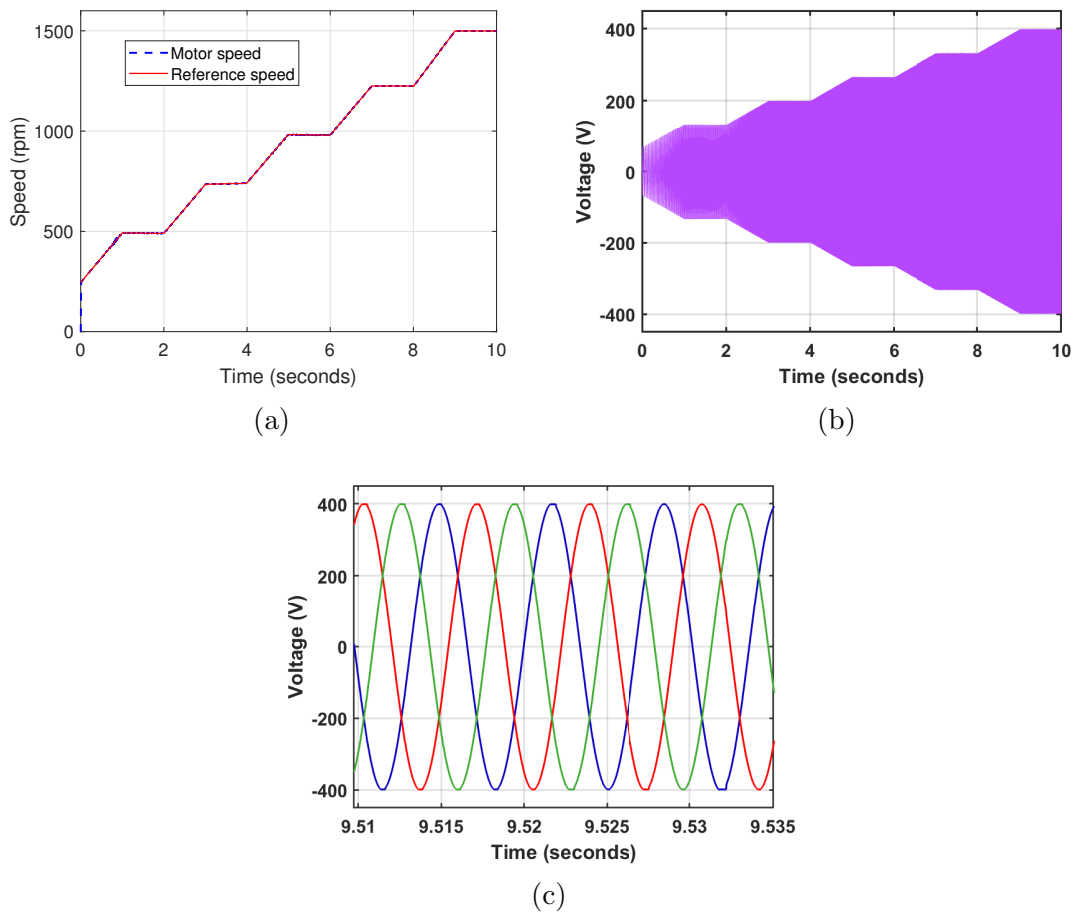 1500
1000
500
0
Speed (rpm)
Motor speed
Reference speed
0 2 4 6 8 10
Time (seconds)
(a)
400
200
0
-200
-400
Voltage (V)
0 2 4 6 8 10
Time (seconds)
(b)
400
200
0
-200
-400
Voltage (V)
9.51 9.515 9.52 9.525 9.53 9.535
Time (seconds)
(c)